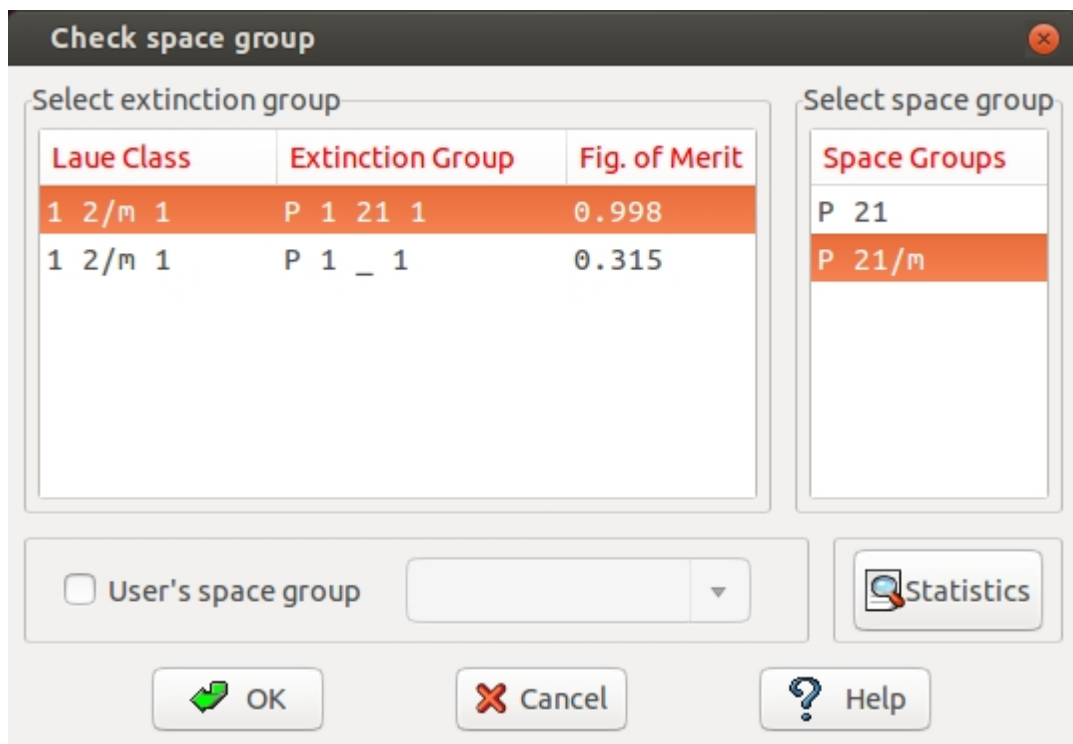 Check space group
Select extinction group
Select space group
Laue Class Extinction Group Fig. of Merit
Space Groups
1 2/m 1 P 1 21 1 0.998
P 21
1 2/m 1 P 1 _ 1 0.315
P 21/m
User's space group
Statistics
OK Cancel Help